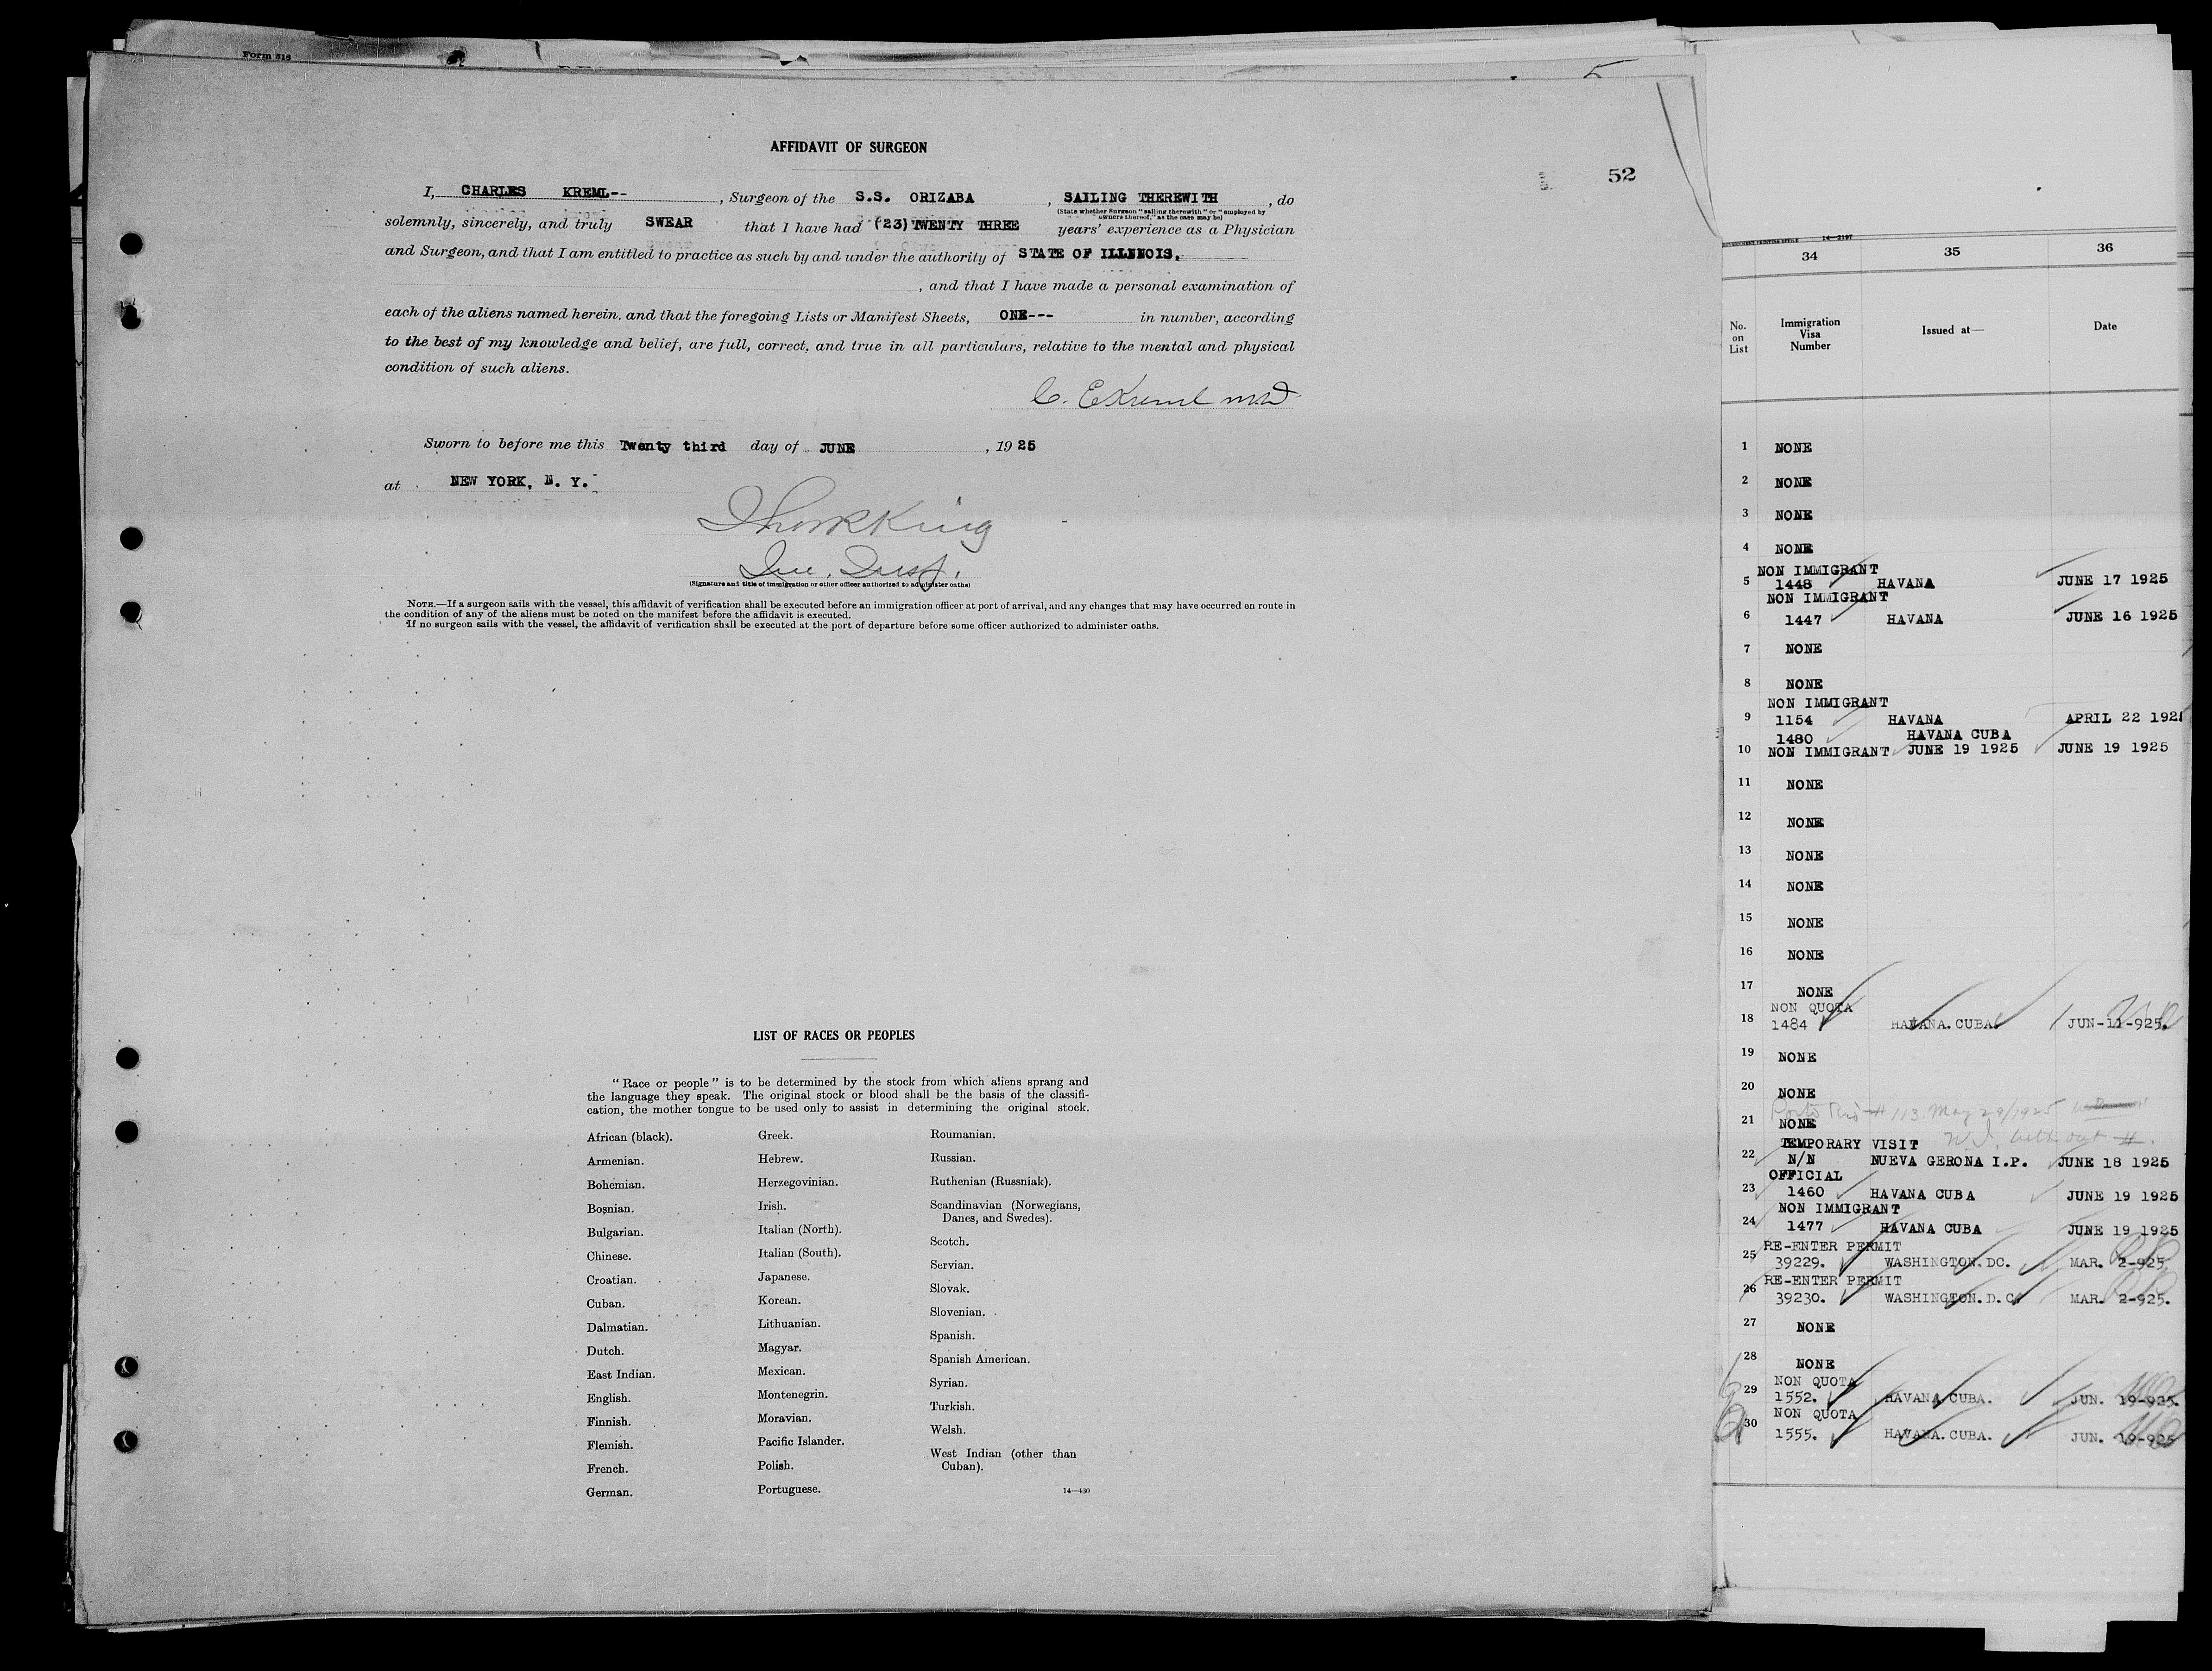 Form 518
5
AFFIDAVIT OF SURGEON
52
I, CHARLES KREML-- , Surgeon of the S.S. ORIZABA , SAILING THEREWITH , do
(State whether Surgeon "sailing therewith" or "employed by
owners thereof," as the case may be)
solemnly, sincerely, and truly SWEAR that I have had (23) TWENTY THREE years' experience as a Physician
and Surgeon, and that I am entitled to practice as such by and under the authority of STATE OF ILLINOIS.
, and that I have made a personal examination of
each of the aliens named herein. and that the foregoing Lists or Manifest Sheets, ONE--- in number, according
to the best of my knowledge and belief, are full, correct, and true in all particulars, relative to the mental and physical
condition of such aliens.
C. E Kreml MD
Sworn to before me this Twenty third day of JUNE , 19 25
at NEW YORK, N. Y.
King
(Signature and title of immigration or other officer authorized to administer oaths)
NOTE.—If a surgeon sails with the vessel, this affidavit of verification shall be executed before an immigration officer at port of arrival, and any changes that may have occurred en route in
the condition of any of the aliens must be noted on the manifest before the affidavit is executed.
If no surgeon sails with the vessel, the affidavit of verification shall be executed at the port of departure before some officer authorized to administer oaths.
LIST OF RACES OR PEOPLES
"Race or people" is to be determined by the stock from which aliens sprang and
the language they speak. The original stock or blood shall be the basis of the classifi-
cation, the mother tongue to be used only to assist in determining the original stock.
African (black).
Armenian.
Bohemian.
Bosnian.
Bulgarian.
Chinese.
Croatian.
Cuban.
Dalmatian.
Dutch.
East Indian.
English.
Finnish.
Flemish.
French.
German.
Greek.
Hebrew.
Herzegovinian.
Irish.
Italian (North).
Italian (South).
Japanese.
Korean.
Lithuanian.
Magyar.
Mexican.
Montenegrin.
Moravian.
Pacific Islander.
Polish.
Portuguese.
Roumanian.
Russian.
Ruthenian (Russniak).
Scandinavian (Norwegians,
Danes, and Swedes).
Scotch.
Servian.
Slovak.
Slovenian.
Spanish.
Spanish American.
Syrian.
Turkish.
Welsh.
West Indian (other than
Cuban).
14—430
14—2197
34 35 36
No.
on
List
Immigration
Visa
Number
Issued at—
Date
1 NONE
2 NONE
3 NONE
4 NONE
NON IMMIGRANT
5 1448 HAVANA JUNE 17 1925
NON IMMIGRANT
6 1447 HAVANA JUNE 16 1925
7 NONE
8 NONE
NON IMMIGRANT
9 1154 HAVANA APRIL 22 192
1480 HAVANA CUBA
10 NON IMMIGRANT JUNE 19 1925 JUNE 19 1925
11 NONE
12 NONE
13 NONE
14 NONE
15 NONE
16 NONE
17 NONE
NON QUOTA
18 1484 HAVANA.CUBA. JUN-11-925.
19 NONE
20 NONE
Porto # 113 May 29/1925
21 NONE
TEMPORARY VISIT
22 N/N NUEVA GERONA I.P. JUNE 18 1925
OFFICIAL
23 1460 HAVANA CUBA JUNE 19 1925
NON IMMIGRANT
24 1477 HAVANA CUBA JUNE 19 1925
RE-ENTER PERMIT
25 39229. WASHINGTON.DC. MAR. 2-925.
RE-ENTER PERMIT
26 39230. WASHINGTON.D.C. MAR. 2-925.
27 NONE
28 NONE
NON QUOTA
29 1552. HAVANA CUBA. JUN. 19-925.
NON QUOTA
30 1555. HAVANA.CUBA. JUN. 19-925